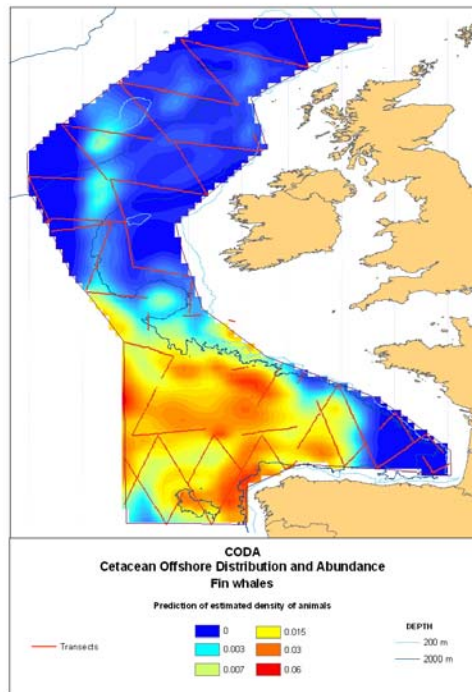 CODA
Cetacean Offshore Distribution and Abundance
Fin whales
Prediction of estimated density of animals
Transects
0
0.003
0.007
0.015
0.03
0.06
DEPTH
200 m
2000 m